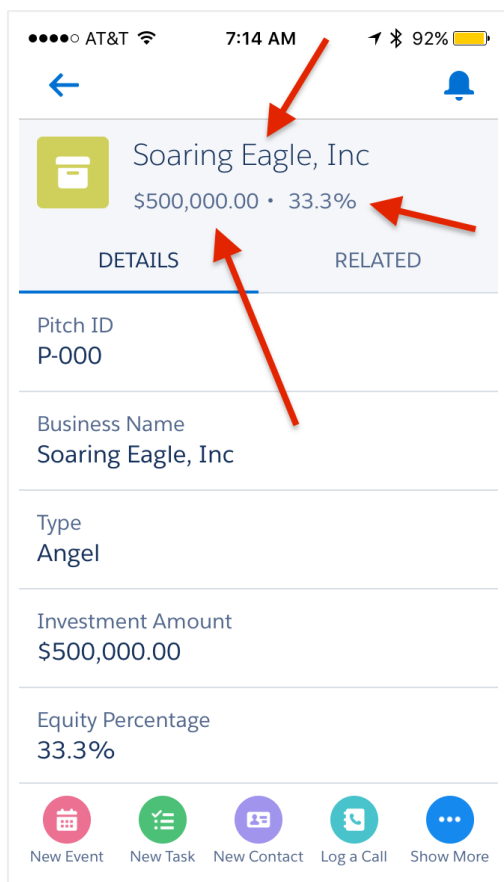 AT&T 7:14 AM 92%
Soaring Eagle, Inc
$500,000.00 • 33.3%
DETAILS RELATED
Pitch ID
P-000
Business Name
Soaring Eagle, Inc
Type
Angel
Investment Amount
$500,000.00
Equity Percentage
33.3%
New Event New Task New Contact Log a Call Show More